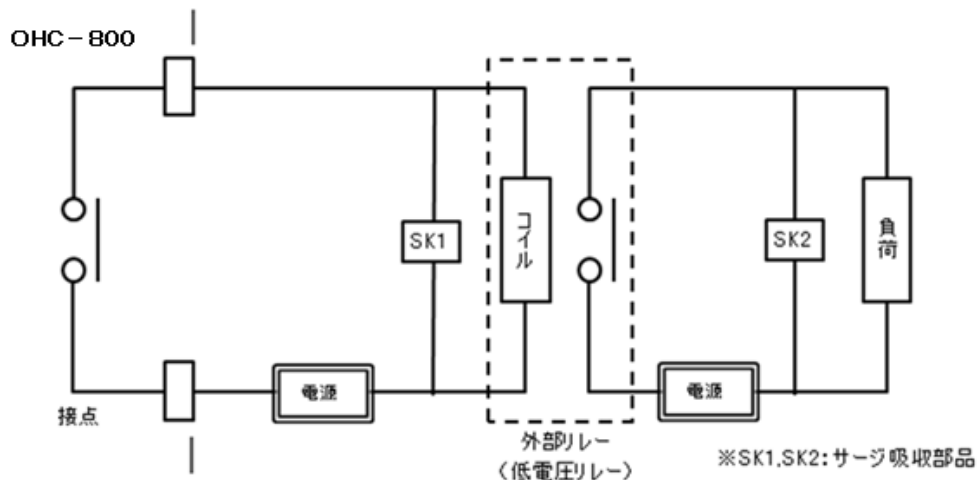 OHC-800
SK1
コイル
SK2
負荷
電源
電源
接点
外部リレー
(低電圧リレー)
※SK1,SK2:サージ吸収部品